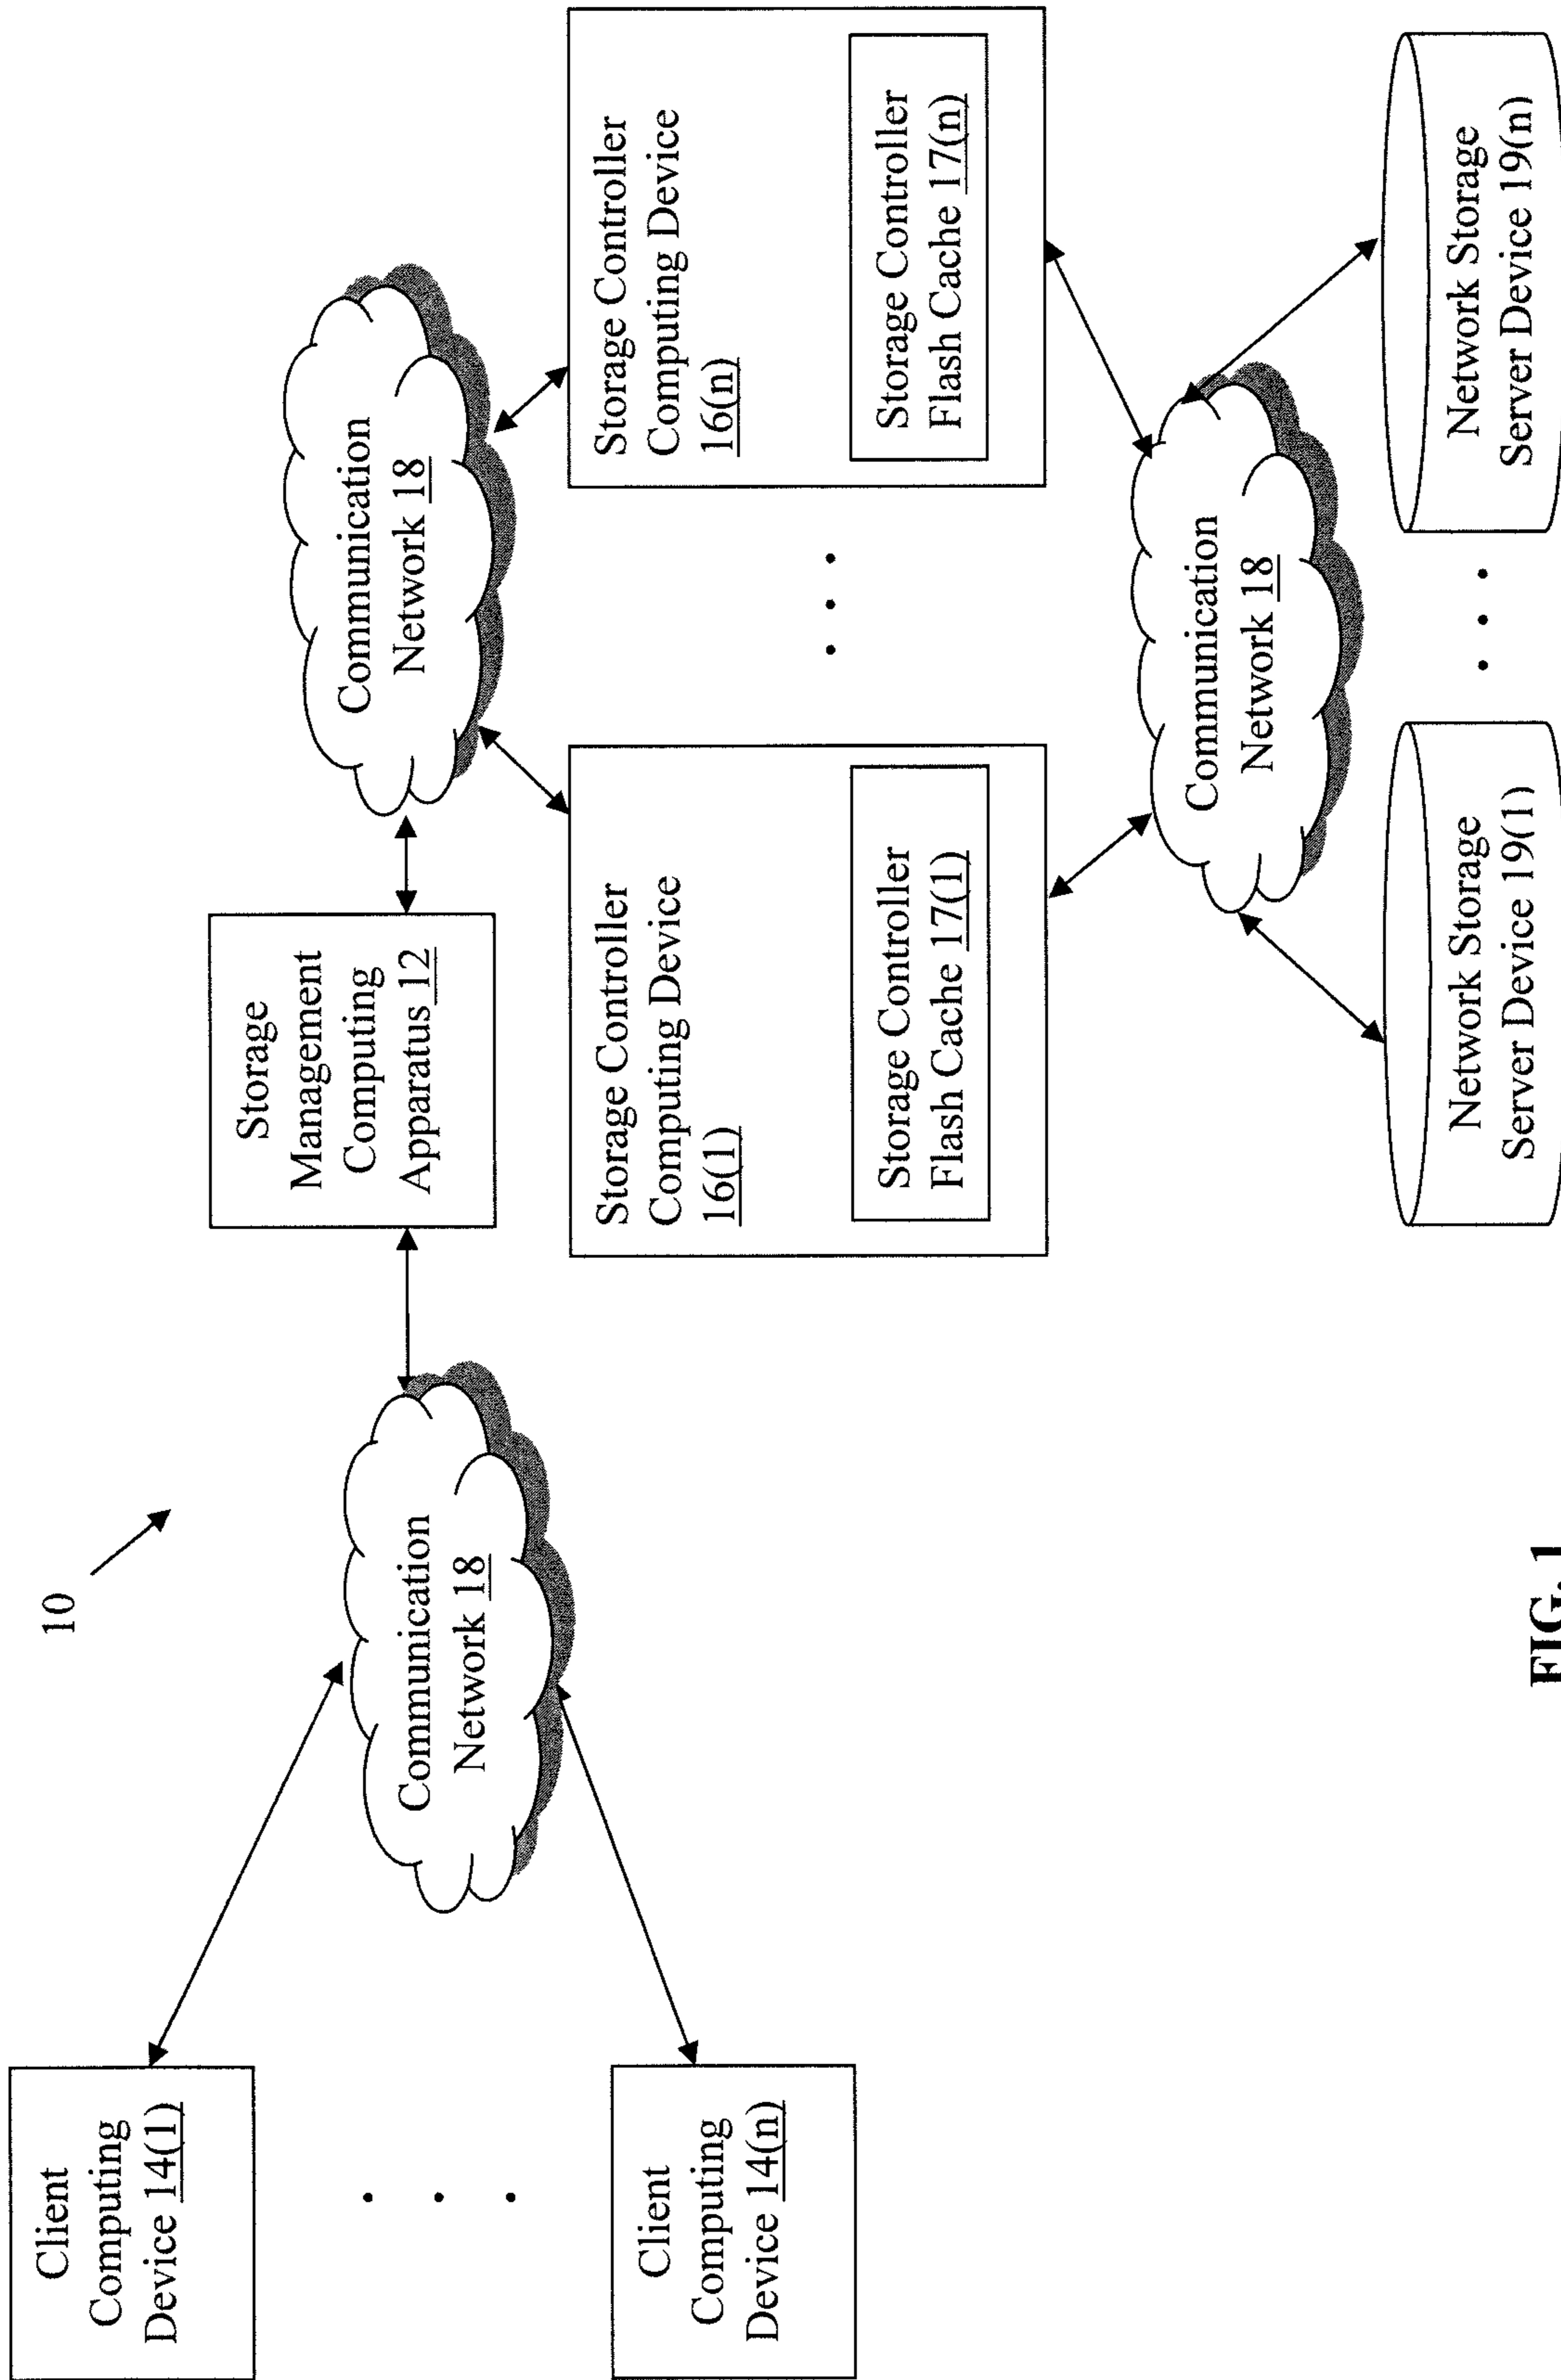 10
Client
Computing
Device 14(1)
Client
Computing
Device 14(n)
Communication
Network 18
Storage
Management
Computing
Apparatus 12
Communication
Network 18
Storage Controller
Computing Device
16(1)
Storage Controller
Flash Cache 17(1)
Storage Controller
Computing Device
16(n)
Storage Controller
Flash Cache 17(n)
Communication
Network 18
Network Storage
Server Device 19(1)
Network Storage
Server Device 19(n)
FIG. 1